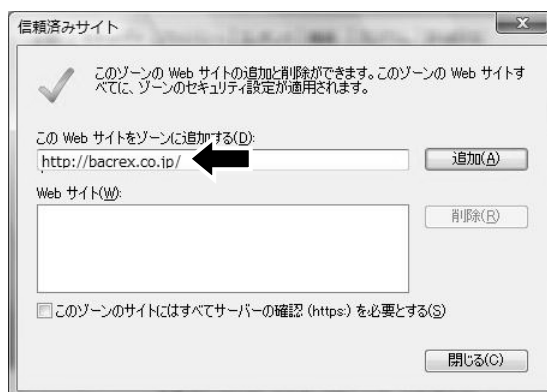 信頼済みサイト
このゾーンの Web サイトの追加と削除ができます。このゾーンの Web サイトす
べてに、ゾーンのセキュリティ設定が適用されます。
この Web サイトをゾーンに追加する(D):
http://bacrex.co.jp/
追加(A)
Web サイト(W):
削除(R)
このゾーンのサイトにはすべてサーバーの確認 (https:) を必要とする(S)
閉じる(C)